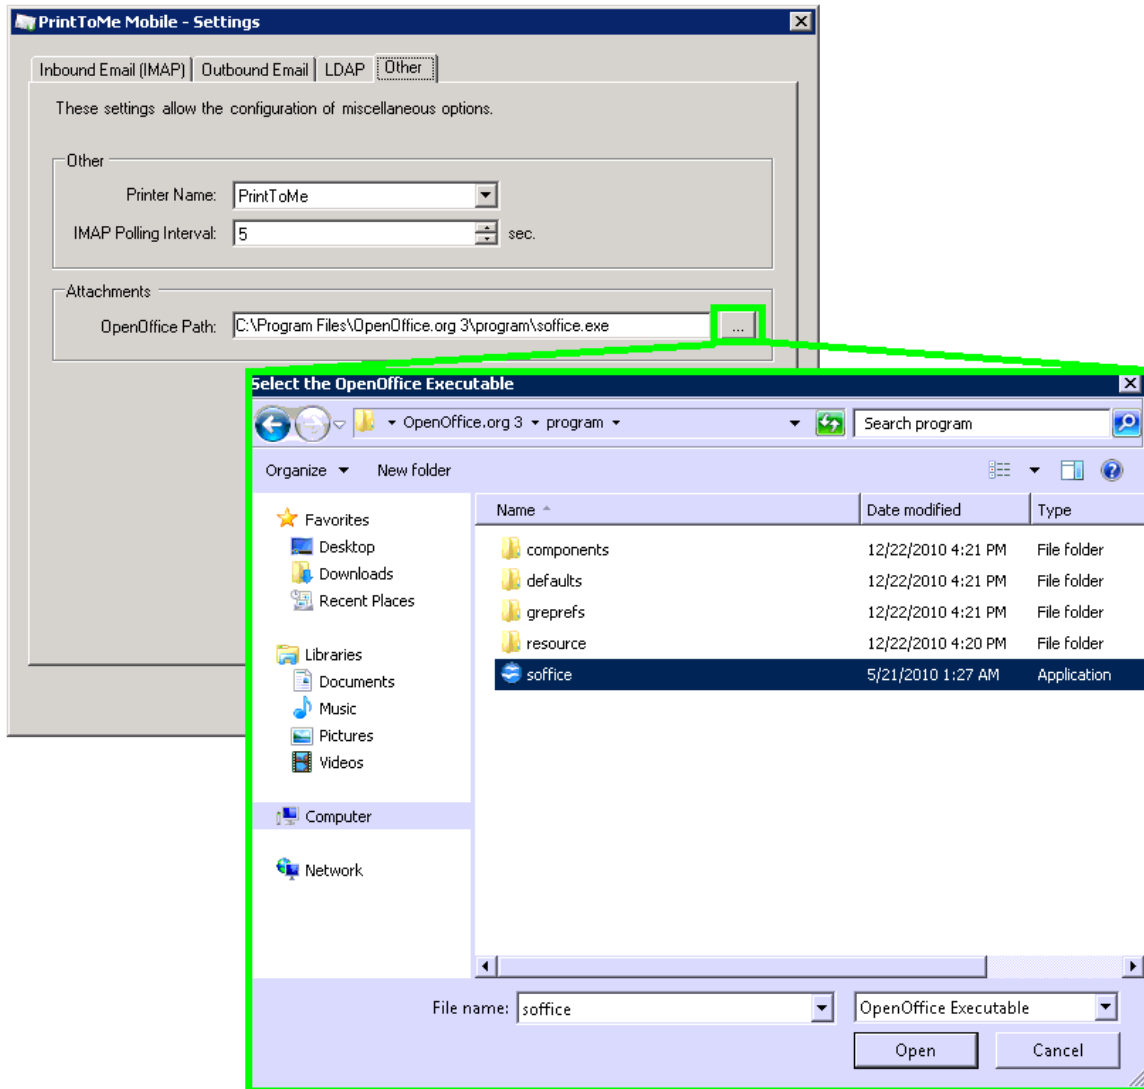 PrintToMe Mobile - Settings
Inbound Email (IMAP) Outbound Email LDAP Other
These settings allow the configuration of miscellaneous options.
Other
Printer Name: PrintToMe
IMAP Polling Interval: 5 sec.
Attachments
OpenOffice Path: C:\Program Files\OpenOffice.org 3\program\soffice.exe ...
Select the OpenOffice Executable
OpenOffice.org 3 program Search program
Organize New folder
Favorites
Desktop
Downloads
Recent Places
Libraries
Documents
Music
Pictures
Videos
Computer
Network
Name Date modified Type
components 12/22/2010 4:21 PM File folder
defaults 12/22/2010 4:21 PM File folder
greprefs 12/22/2010 4:21 PM File folder
resource 12/22/2010 4:20 PM File folder
soffice 5/21/2010 1:27 AM Application
File name: soffice OpenOffice Executable
Open Cancel